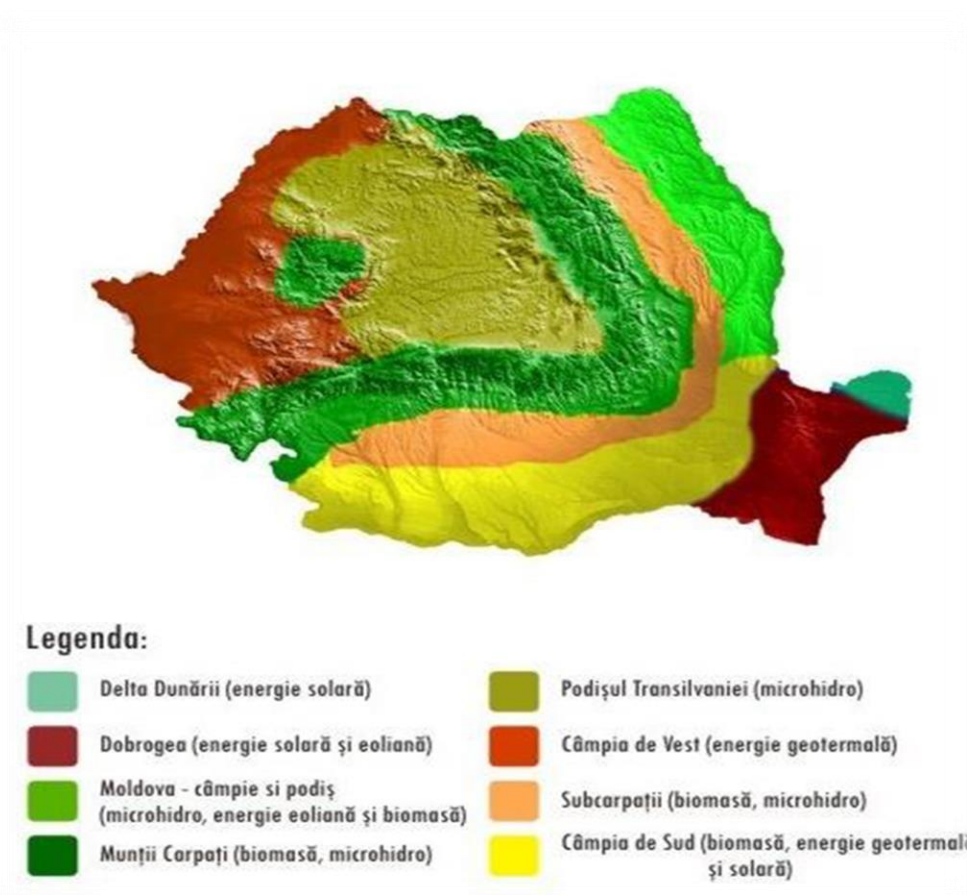 Legenda:
Delta Dunării (energie solară)
Dobrogea (energie solară și eoliană)
Moldova - câmpie si podiș
(microhidro, energie eoliană și biomasă)
Munții Carpați (biomasă, microhidro)
Podișul Transilvaniei (microhidro)
Câmpia de Vest (energie geotermală)
Subcarpații (biomasă, microhidro)
Câmpia de Sud (biomasă, energie geotermală
și solară)